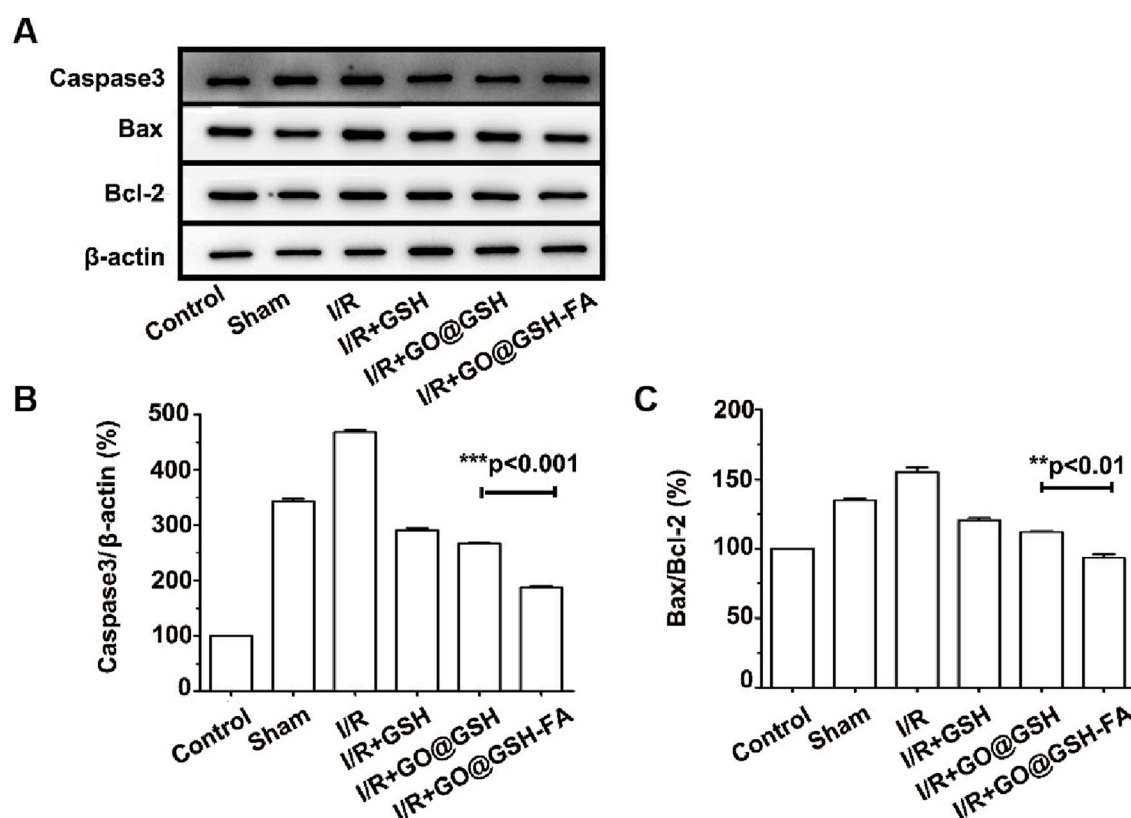 A
Caspase3
Bax
Bcl-2
β-actin
Control
Sham
I/R
I/R+GSH
I/R+GO@GSH
I/R+GO@GSH-FA
B
Caspase3/β-actin (%)
500
400
300
200
100
0
***p<0.001
Control
Sham
I/R
I/R+GSH
I/R+GO@GSH
I/R+GO@GSH-FA
C
Bax/Bcl-2 (%)
200
150
100
50
0
**p<0.01
Control
Sham
I/R
I/R+GSH
I/R+GO@GSH
I/R+GO@GSH-FA